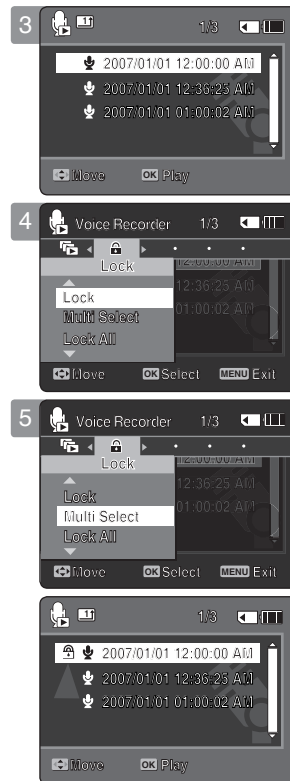 3
1/3
2007/01/01 12:00:00 AM
2007/01/01 12:36:25 AM
2007/01/01 01:00:02 AM
Move OK Play
4
Voice Recorder 1/3
Lock
12:00:00 AM
Lock 12:36:25 AM
Multi Select 01:00:02 AM
Lock All
Move OK Select MENU Exit
5
Voice Recorder 1/3
Lock
12:00:00 AM
Lock 12:36:25 AM
Multi Select 01:00:02 AM
Lock All
Move OK Select MENU Exit
1/3
2007/01/01 12:00:00 AM
2007/01/01 12:36:25 AM
2007/01/01 01:00:02 AM
Move OK Play